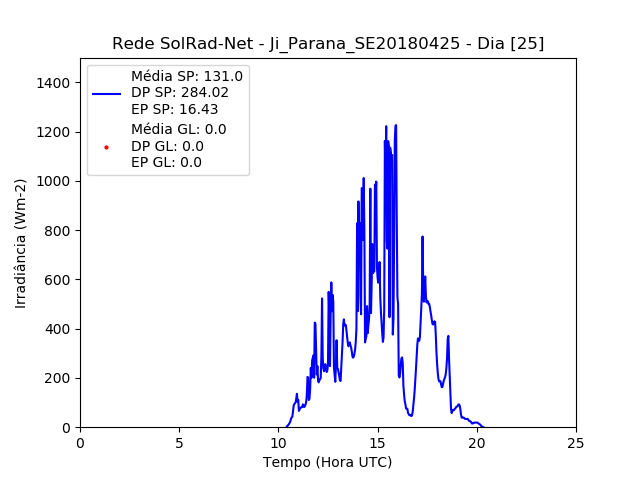 Rede SolRad-Net - Ji_Parana_SE20180425 - Dia [25]
Média SP: 131.0
DP SP: 284.02
EP SP: 16.43
Média GL: 0.0
DP GL: 0.0
EP GL: 0.0
Irradiância (Wm-2)
1400
1200
1000
800
600
400
200
0
0 5 10 15 20 25
Tempo (Hora UTC)